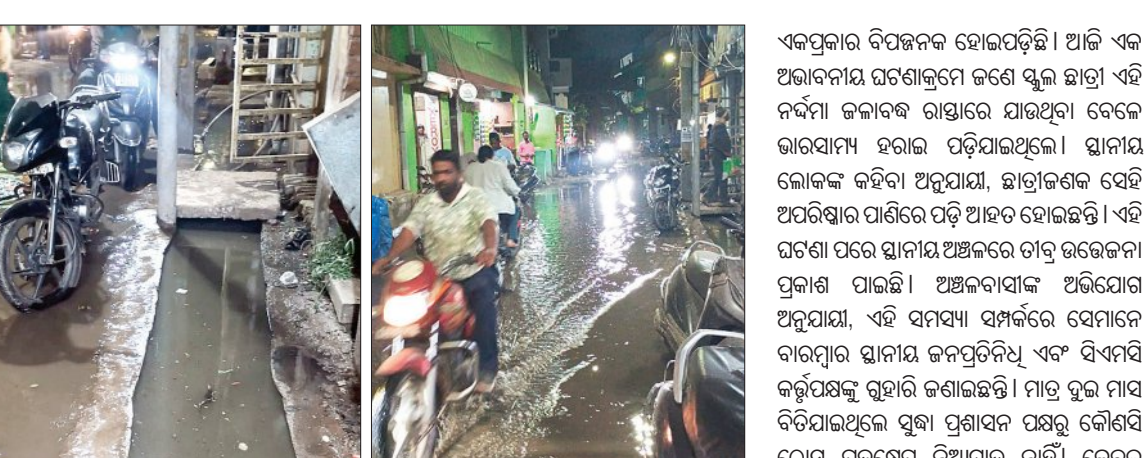 ଏକପ୍ରକାର ବିପଜ୍ଜନକ ହୋଇପଡ଼ିଛି। ଆଜି ଏକ
ଅଭାବନୀୟ ଘଟଣାକ୍ରମେ ଜଣେ ସ୍କୁଲ ଛାତ୍ରୀ ଏହି
ନର୍ଦ୍ଦମା ଜଳାବଦ୍ଧ ରାସ୍ତାରେ ଯାଉଥିବା ବେଳେ
ଭାରସାମ୍ୟ ହରାଇ ପଡ଼ିଯାଇଥିଲେ। ସ୍ଥାନୀୟ
ଲୋକଙ୍କ କହିବା ଅନୁଯାୟୀ, ଛାତ୍ରୀଜଣକ ସେହି
ଅପରିଷ୍କାର ପାଣିରେ ପଡ଼ି ଆହତ ହୋଇଛନ୍ତି। ଏହି
ଘଟଣା ପରେ ସ୍ଥାନୀୟ ଅଞ୍ଚଳରେ ତୀବ୍ର ଉତ୍ତେଜନା
ପ୍ରକାଶ ପାଇଛି। ଅଞ୍ଚଳବାସୀଙ୍କ ଅଭିଯୋଗ
ଅନୁଯାୟୀ, ଏହି ସମସ୍ୟା ସମ୍ପର୍କରେ ସେମାନେ
ବାରମ୍ବାର ସ୍ଥାନୀୟ ଜନପ୍ରତିନିଧି ଏବଂ ସିଏମସି
କର୍ତ୍ତୃପକ୍ଷଙ୍କୁ ଗୁହାରି ଜଣାଇଛନ୍ତି। ମାତ୍ର ଦୁଇ ମାସ
ବିତିଯାଇଥିଲେ ସୁଦ୍ଧା ପ୍ରଶାସନ ପକ୍ଷରୁ କୌଣସି